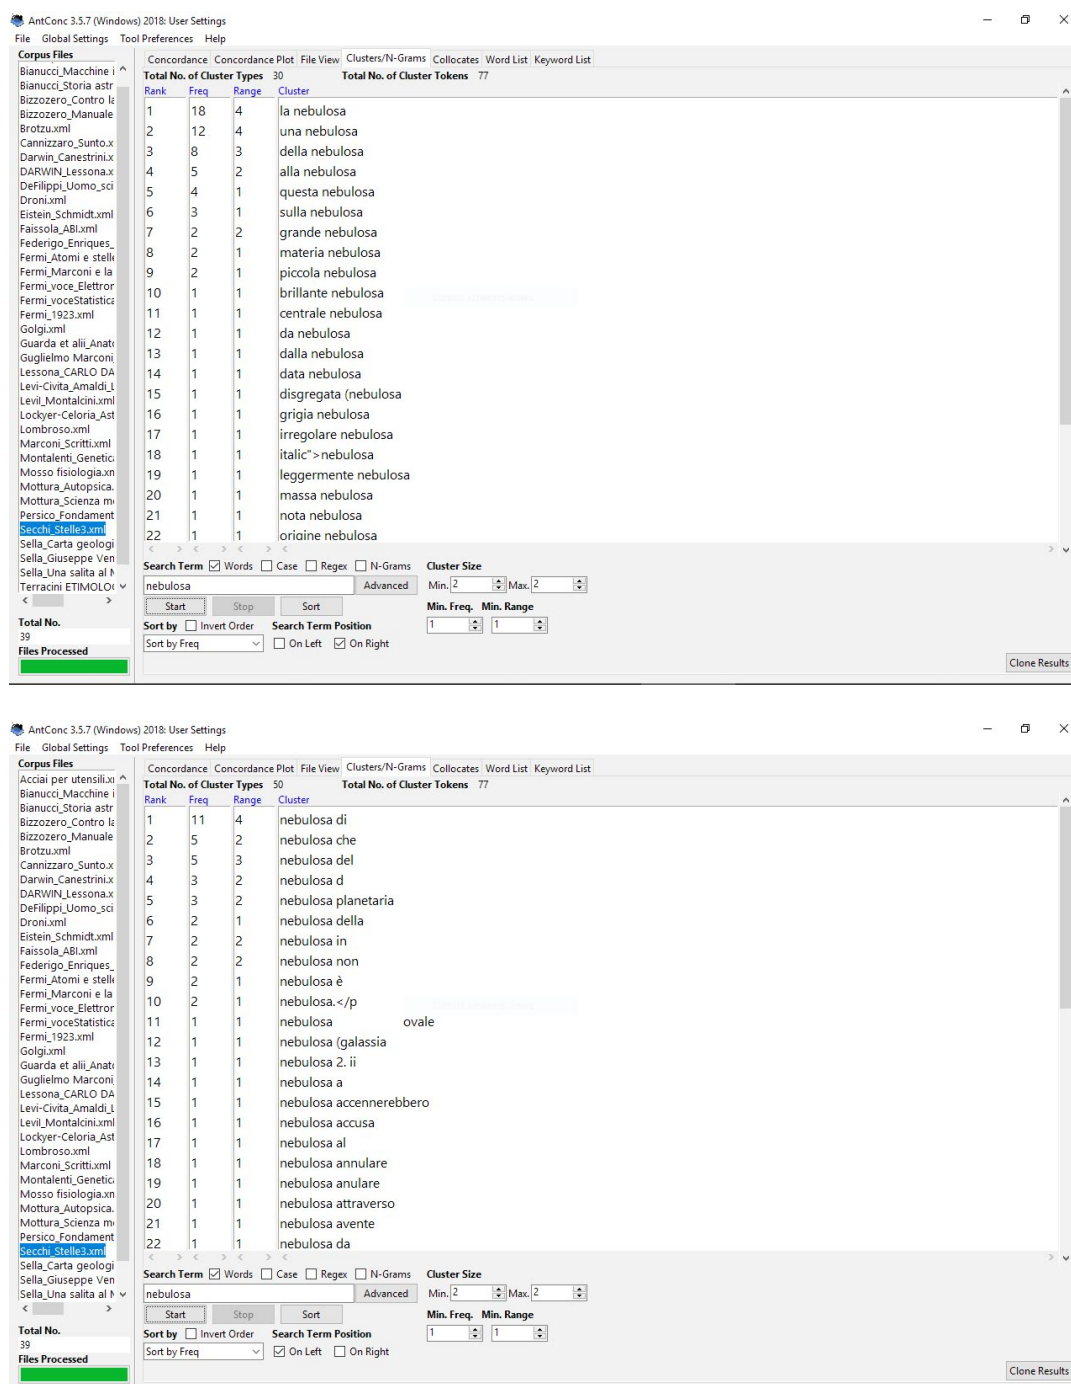 AntConc 3.5.7 (Windows) 2018: User Settings
File Global Settings Tool Preferences Help
Corpus Files
Concordance Concordance Plot File View Clusters/N-Grams Collocates Word List Keyword List
Total No. of Cluster Types 30 Total No. of Cluster Tokens 77
Rank Freq Range Cluster
1 18 4 la nebulosa
2 12 4 una nebulosa
3 8 3 della nebulosa
4 5 2 alla nebulosa
5 4 1 questa nebulosa
6 3 1 sulla nebulosa
7 2 2 grande nebulosa
8 2 1 materia nebulosa
9 2 1 piccola nebulosa
10 1 1 brillante nebulosa
11 1 1 centrale nebulosa
12 1 1 da nebulosa
13 1 1 dalla nebulosa
14 1 1 data nebulosa
15 1 1 disgregata (nebulosa
16 1 1 grigia nebulosa
17 1 1 irregolare nebulosa
18 1 1 italic">nebulosa
19 1 1 leggermente nebulosa
20 1 1 massa nebulosa
21 1 1 nota nebulosa
22 1 1 origine nebulosa
Bianucci_Macchine i
Bianucci_Storia astr
Bizzozero_Contro la
Bizzozero_Manuale
Brotzu.xml
Cannizzaro_Sunto.x
Darwin_Canestrini.x
DARWIN_Lessona.x
DeFilippi_Uomo_sci
Droni.xml
Eistein_Schmidt.xml
Faissola_ABI.xml
Federigo_Enriques_
Fermi_Atomi e stelle
Fermi_Marconi e la
Fermi_voce_Elettror
Fermi_voceStatistica
Fermi_1923.xml
Golgi.xml
Guarda et alii_Anato
Guglielmo Marconi_
Lessona_CARLO DA
Levi-Civita_Amaldi_L
Levil_Montalcini.xml
Lockyer-Celoria_Ast
Lombroso.xml
Marconi_Scritti.xml
Montalenti_Genetica
Mosso fisiologia.xn
Mottura_Autopsica.
Mottura_Scienza m
Persico_Fondament
Secchi_Stelle3.xml
Sella_Carta geologi
Sella_Giuseppe Ven
Sella_Una salita al M
Terracini ETIMOLO
Total No.
39
Files Processed
Search Term Words Case Regex N-Grams Cluster Size
nebulosa Advanced Min. 2 Max. 2
Start Stop Sort Min. Freq. Min. Range
Sort by Invert Order Search Term Position 1 1
Sort by Freq On Left On Right
Clone Results
AntConc 3.5.7 (Windows) 2018: User Settings
File Global Settings Tool Preferences Help
Corpus Files
Concordance Concordance Plot File View Clusters/N-Grams Collocates Word List Keyword List
Total No. of Cluster Types 50 Total No. of Cluster Tokens 77
Rank Freq Range Cluster
1 11 4 nebulosa di
2 5 2 nebulosa che
3 5 3 nebulosa del
4 3 2 nebulosa d
5 3 2 nebulosa planetaria
6 2 1 nebulosa della
7 2 2 nebulosa in
8 2 2 nebulosa non
9 2 1 nebulosa è
10 2 1 nebulosa.</p
11 1 1 nebulosa ovale
12 1 1 nebulosa (galassia
13 1 1 nebulosa 2. ii
14 1 1 nebulosa a
15 1 1 nebulosa accennerebbero
16 1 1 nebulosa accusa
17 1 1 nebulosa al
18 1 1 nebulosa annulare
19 1 1 nebulosa anulare
20 1 1 nebulosa attraverso
21 1 1 nebulosa avente
22 1 1 nebulosa da
Acciai per utensili.xı
Bianucci_Macchine i
Bianucci_Storia astr
Bizzozero_Contro la
Bizzozero_Manuale
Brotzu.xml
Cannizzaro_Sunto.x
Darwin_Canestrini.x
DARWIN_Lessona.x
DeFilippi_Uomo_sci
Droni.xml
Eistein_Schmidt.xml
Faissola_ABI.xml
Federigo_Enriques_
Fermi_Atomi e stelle
Fermi_Marconi e la
Fermi_voce_Elettror
Fermi_voceStatistica
Fermi_1923.xml
Golgi.xml
Guarda et alii_Anato
Guglielmo Marconi_
Lessona_CARLO DA
Levi-Civita_Amaldi_L
Levil_Montalcini.xml
Lockyer-Celoria_Ast
Lombroso.xml
Marconi_Scritti.xml
Montalenti_Genetica
Mosso fisiologia.xn
Mottura_Autopsica.
Mottura_Scienza m
Persico_Fondament
Secchi_Stelle3.xml
Sella_Carta geologi
Sella_Giuseppe Ven
Sella_Una salita al M
Total No.
39
Files Processed
Search Term Words Case Regex N-Grams Cluster Size
nebulosa Advanced Min. 2 Max. 2
Start Stop Sort Min. Freq. Min. Range
Sort by Invert Order Search Term Position 1 1
Sort by Freq On Left On Right
Clone Results